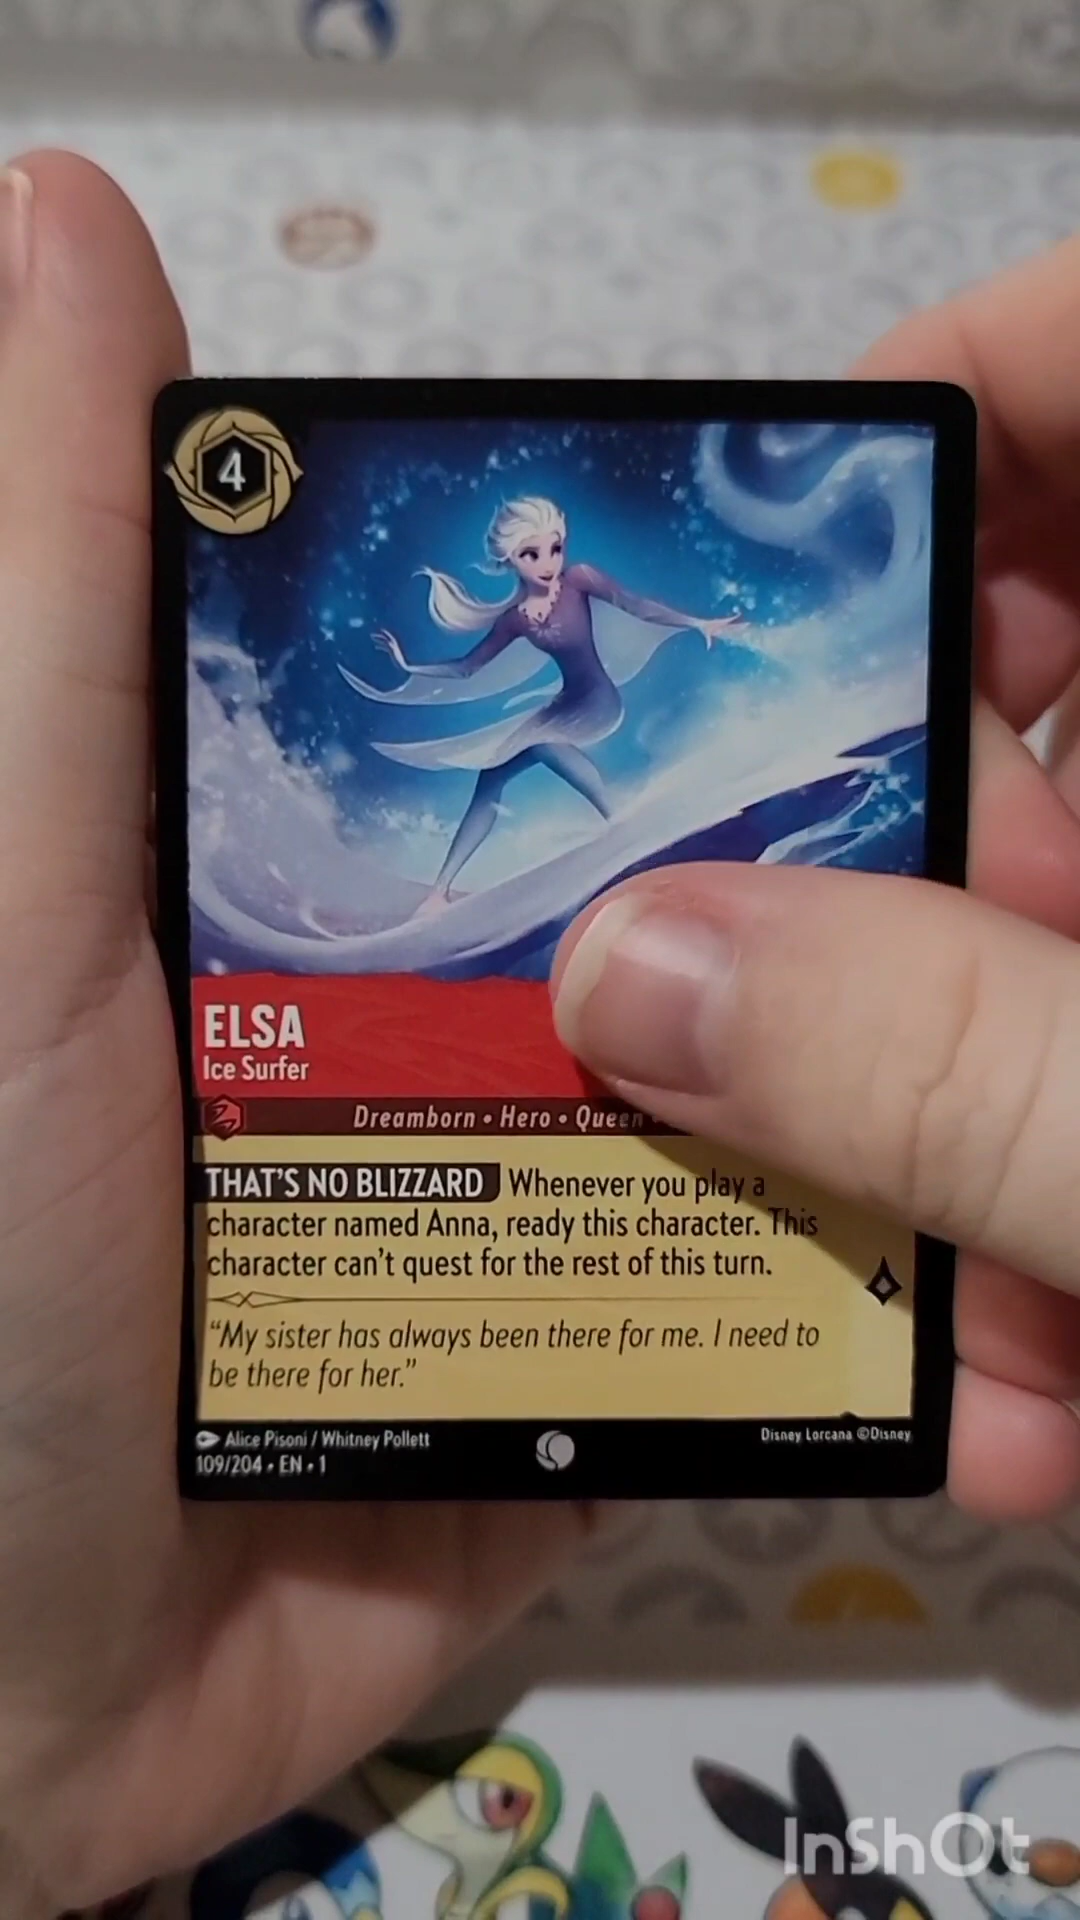 4
ELSA
Ice Surfer
Dreamborn • Hero • Queen
THAT'S NO BLIZZARD Whenever you play a
character named Anna, ready this character. This
character can't quest for the rest of this turn.
“My sister has always been there for me. I need to
be there for her.”
Alice Pisoni / Whitney Pollett
Disney Lorcana ©Disney
109/204 • EN • 1
InShOt